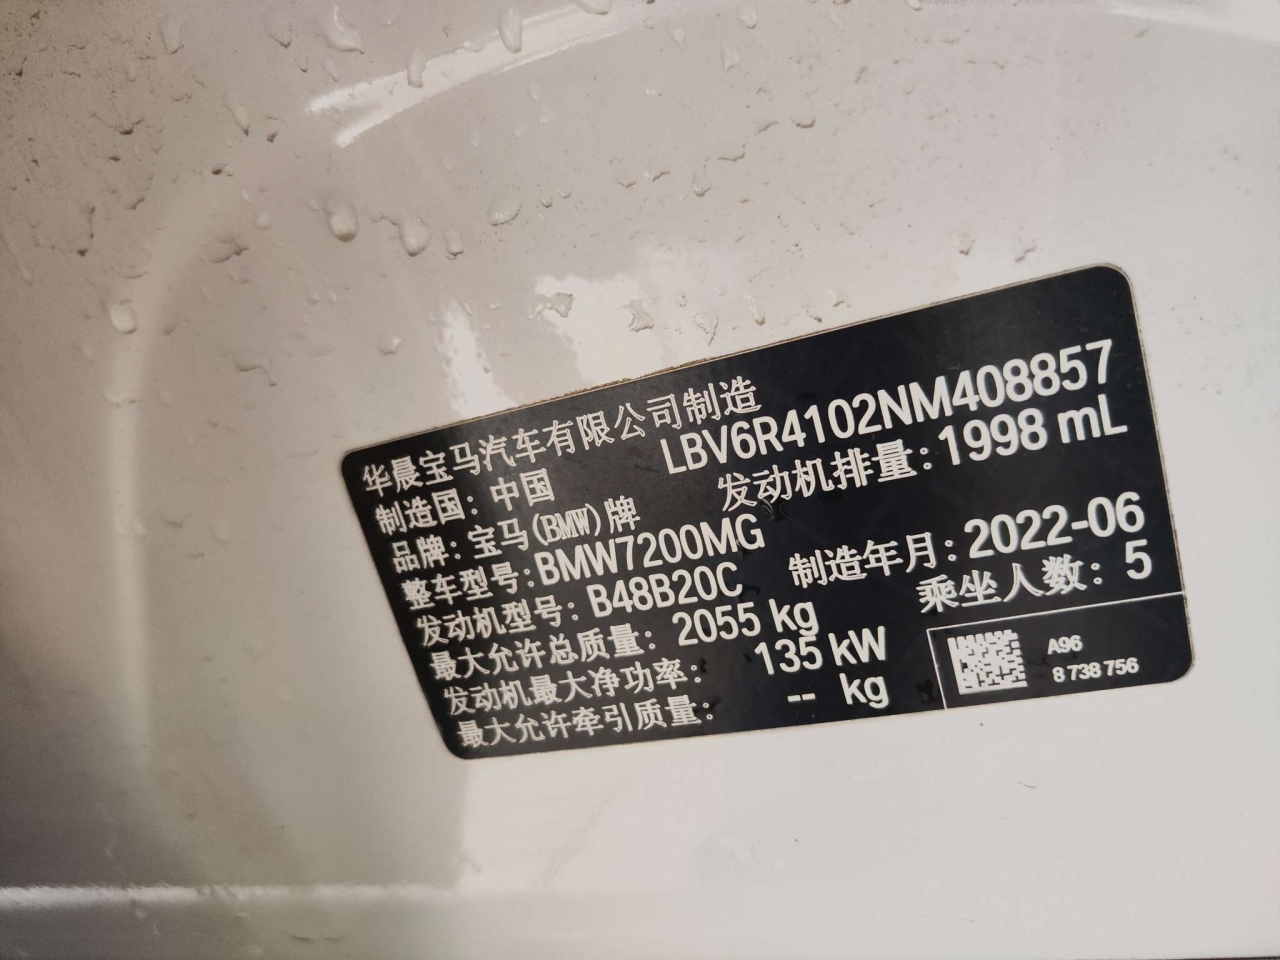 华晨宝马汽车有限公司制造
制造国：中国 LBV6R4102NM408857
品牌：宝马(BMW)牌 发动机排量：1998 mL
整车型号：BMW7200MG
发动机型号：B48B20C 制造年月：2022-06
最大允许总质量：2055 kg 乘坐人数：5
发动机最大净功率：135 kW
最大允许牵引质量：-- kg
A96
8 738 756